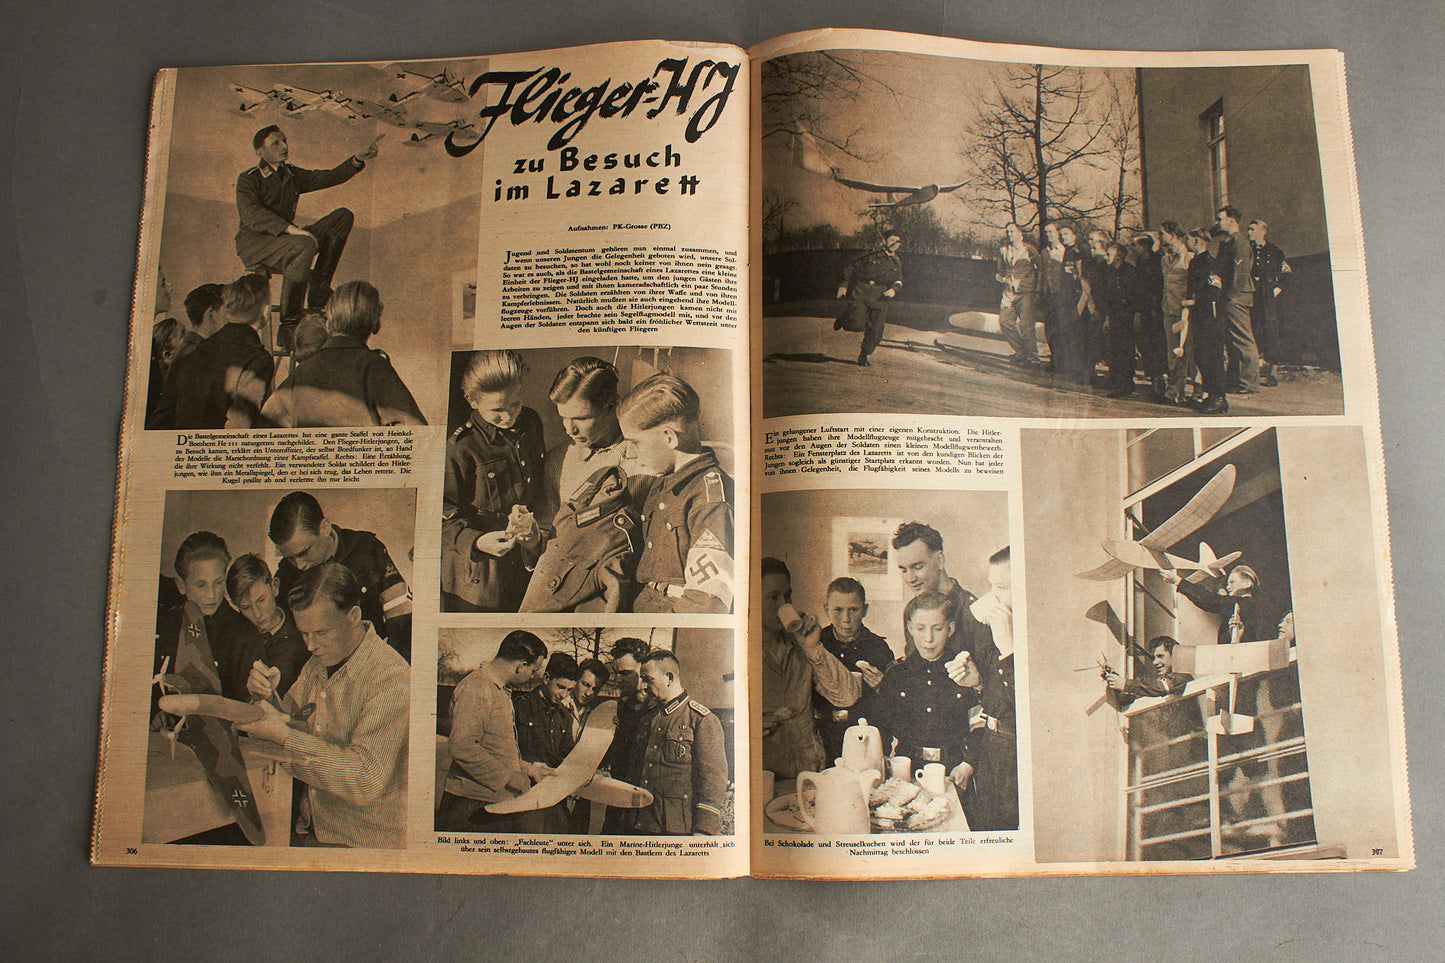 Flieger-HJ
zu Besuch
im Lazarett
Aufnahmen: PK-Grosse (PBZ)
Jugend und Soldatentum gehören nun einmal zusammen, und
wenn unseren Jungen die Gelegenheit geboten wird, unsere Sol-
daten zu besuchen, so hat wohl noch keiner von ihnen nein gesagt.
So war es auch, als die Bastelgemeinschaft eines Lazarettes eine kleine
Einheit der Flieger-HJ eingeladen hatte, um den jungen Gästen ihre
Arbeiten zu zeigen und mit ihnen kameradschaftlich ein paar Stunden
zu verbringen. Die Soldaten erzählten von ihrer Waffe und von ihren
Kampferlebnissen. Natürlich mußten sie auch eingehend ihre Modell-
flugzeuge vorführen. Doch auch die Hitlerjungen kamen nicht mit
leeren Händen, jeder brachte sein Segelflugmodell mit, und vor den
Augen der Soldaten entspann sich bald ein fröhlicher Wettstreit unter
den künftigen Fliegern
Die Bastelgemeinschaft eines Lazarettes hat eine ganze Staffel von Heinkel-
Bombern He 111 naturgetreu nachgebildet. Den Flieger-Hitlerjungen, die
zu Besuch kamen, erklärt ein Unteroffizier, der selbst Bordfunker ist, an Hand
der Modelle die Marschordnung einer Kampfstaffel. Rechts: Eine Erzählung,
die ihre Wirkung nicht verfehlt. Ein verwundeter Soldat schildert den Hitler-
jungen, wie ihm ein Metallspiegel, den er bei sich trug, das Leben rettete. Die
Kugel prallte ab und verletzte ihn nur leicht
Bild links und oben: „Fachleute" unter sich. Ein Marine-Hitlerjunge unterhält sich
über sein selbstgebautes flugfähiges Modell mit den Bastlern des Lazaretts
306
Ein gelungener Luftstart mit einer eigenen Konstruktion. Die Hitler-
jungen haben ihre Modellflugzeuge mitgebracht und veranstalten
nun vor den Augen der Soldaten einen kleinen Modellflugwettbewerb.
Rechts: Ein Fensterplatz des Lazaretts ist von den kundigen Blicken der
Jungen sogleich als günstiger Startplatz erkannt worden. Nun hat jeder
von ihnen Gelegenheit, die Flugfähigkeit seines Modells zu beweisen
Bei Schokolade und Streuselkuchen wird der für beide Teile erfreuliche
Nachmittag beschlossen
307